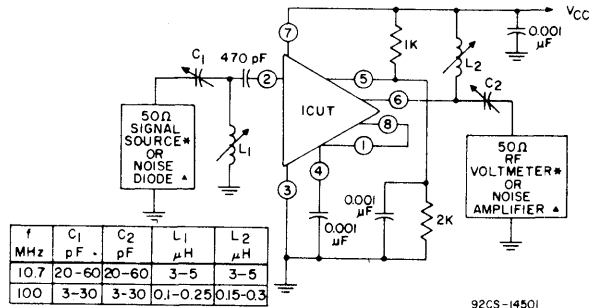 VCC
0.001
μF
7
1K
L2
C1
470 pF
2
5
6
C2
ICUT
8
1
50Ω
SIGNAL
SOURCE*
OR
NOISE
DIODE ▲
L1
3
4
50Ω
RF
VOLTMETER*
OR
NOISE
AMPLIFIER ▲
0.001
μF
0.001
μF
2K
f MHz C1 pF C2 pF L1 μH L2 μH
10.7 20-60 20-60 3-5 3-5
100 3-30 3-30 0.1-0.25 0.15-0.3
92CS-14501